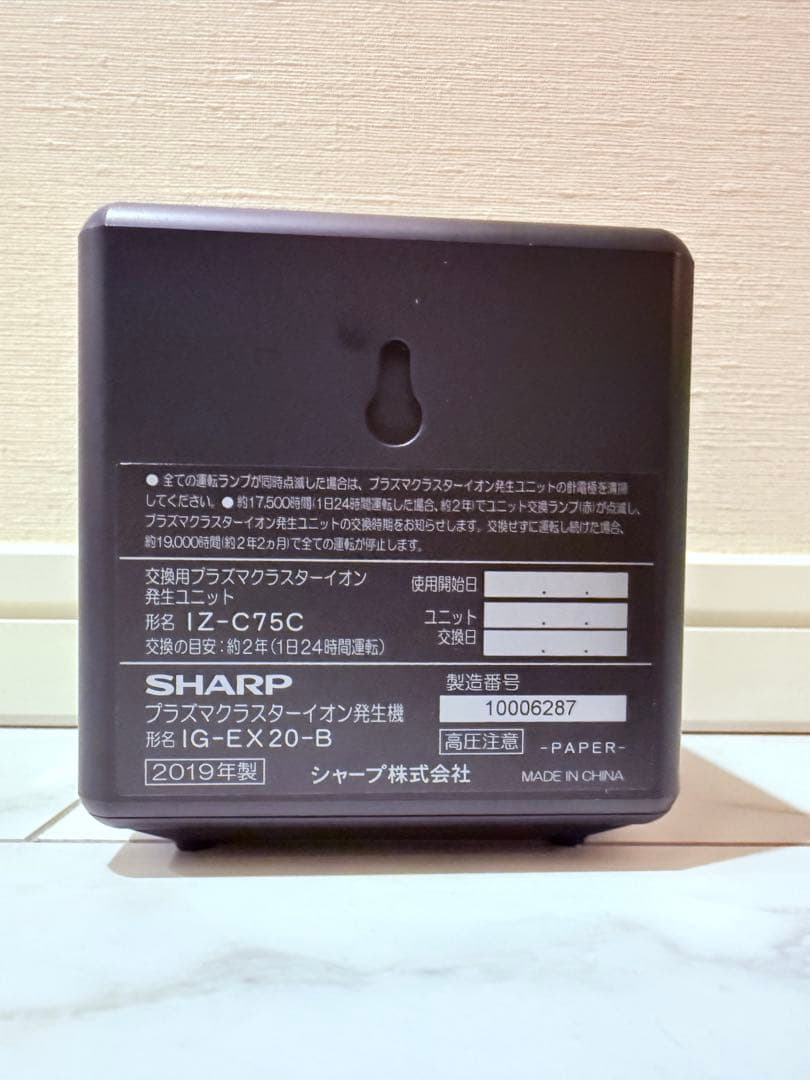 ● 全ての運転ランプが同時点滅した場合は、プラズマクラスターイオン発生ユニットの針電極を清掃
してください。● 約17,500時間(1日24時間運転した場合、約2年)でユニット交換ランプ(赤)が点滅し、
プラズマクラスターイオン発生ユニットの交換時期をお知らせします。交換せずに運転し続けた場合、
約19,000時間(約2年2ヵ月)で全ての運転が停止します。
交換用プラズマクラスターイオン
発生ユニット
形名 IZ-C75C
交換の目安:約2年(1日24時間運転)
使用開始日 . .
ユニット
交換日 . .
. .
SHARP
プラズマクラスターイオン発生機
形名 IG-EX20-B
2019年製
製造番号
10006287
高圧注意 -PAPER-
シャープ株式会社 MADE IN CHINA